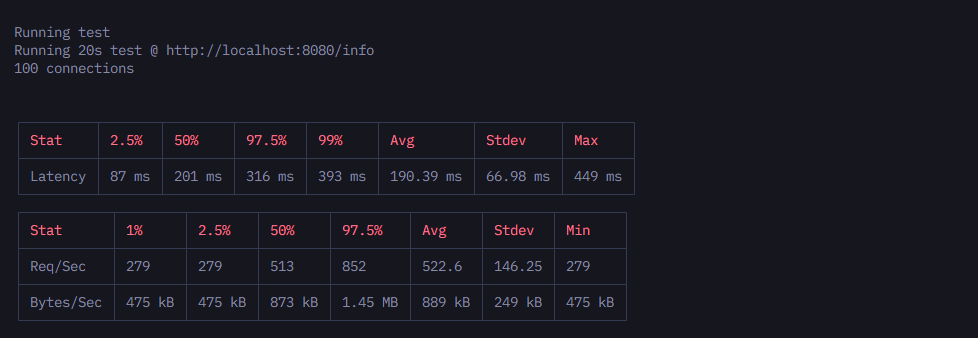 Running test
Running 20s test @ http://localhost:8080/info
100 connections
Stat 2.5% 50% 97.5% 99% Avg Stdev Max
Latency 87 ms 201 ms 316 ms 393 ms 190.39 ms 66.98 ms 449 ms
Stat 1% 2.5% 50% 97.5% Avg Stdev Min
Req/Sec 279 279 513 852 522.6 146.25 279
Bytes/Sec 475 kB 475 kB 873 kB 1.45 MB 889 kB 249 kB 475 kB